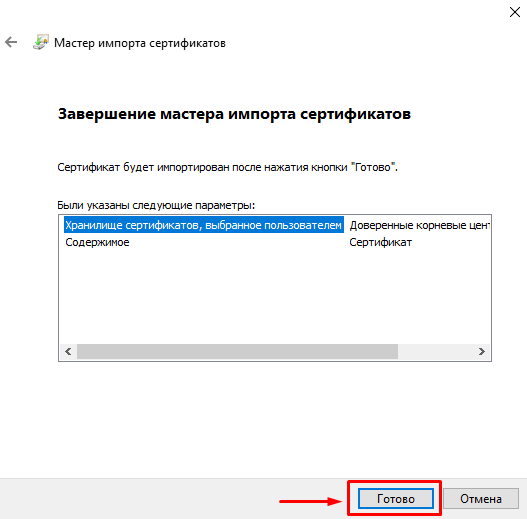 Мастер импорта сертификатов
Завершение мастера импорта сертификатов
Сертификат будет импортирован после нажатия кнопки "Готово".
Были указаны следующие параметры:
Хранилище сертификатов, выбранное пользователем Доверенные корневые цент
Содержимое Сертификат
Готово Отмена